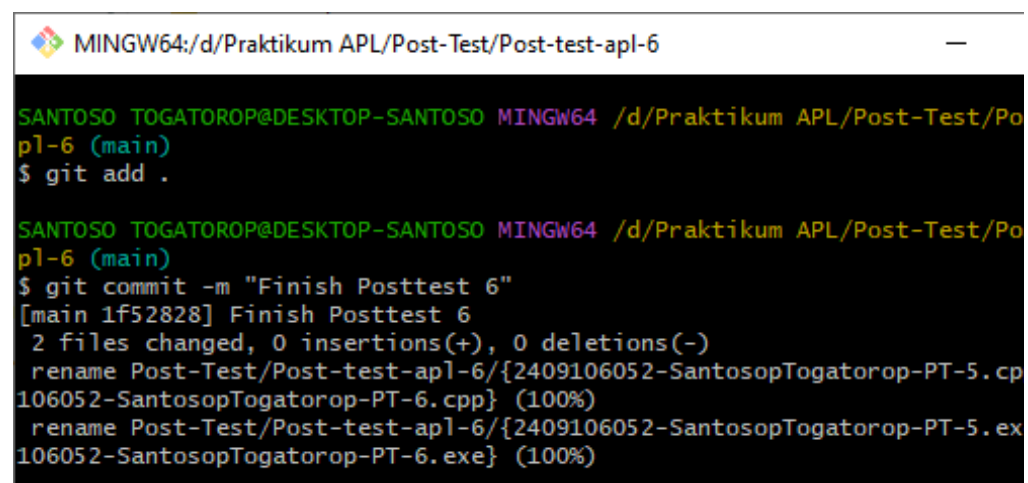 MINGW64:/d/Praktikum APL/Post-Test/Post-test-apl-6
SANTOSO TOGATOROP@DESKTOP-SANTOSO MINGW64 /d/Praktikum APL/Post-Test/Po
pl-6 (main)
$ git add .
SANTOSO TOGATOROP@DESKTOP-SANTOSO MINGW64 /d/Praktikum APL/Post-Test/Po
pl-6 (main)
$ git commit -m "Finish Posttest 6"
[main 1f52828] Finish Posttest 6
2 files changed, 0 insertions(+), 0 deletions(-)
rename Post-Test/Post-test-apl-6/{2409106052-SantosopTogatorop-PT-5.cp
106052-SantosopTogatorop-PT-6.cpp} (100%)
rename Post-Test/Post-test-apl-6/{2409106052-SantosopTogatorop-PT-5.ex
106052-SantosopTogatorop-PT-6.exe} (100%)